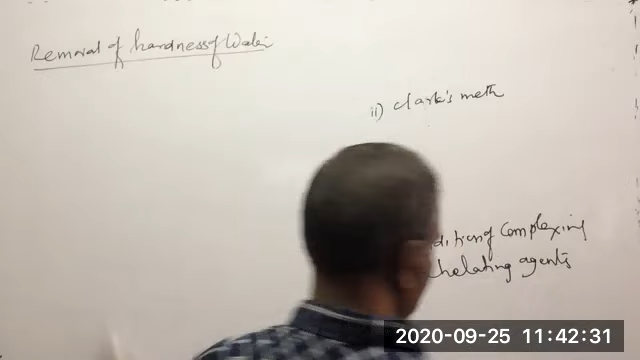 Removal of hardness of Water
ii) clark's meth
dition of Complexing
helating agents
2020-09-25 11:42:31